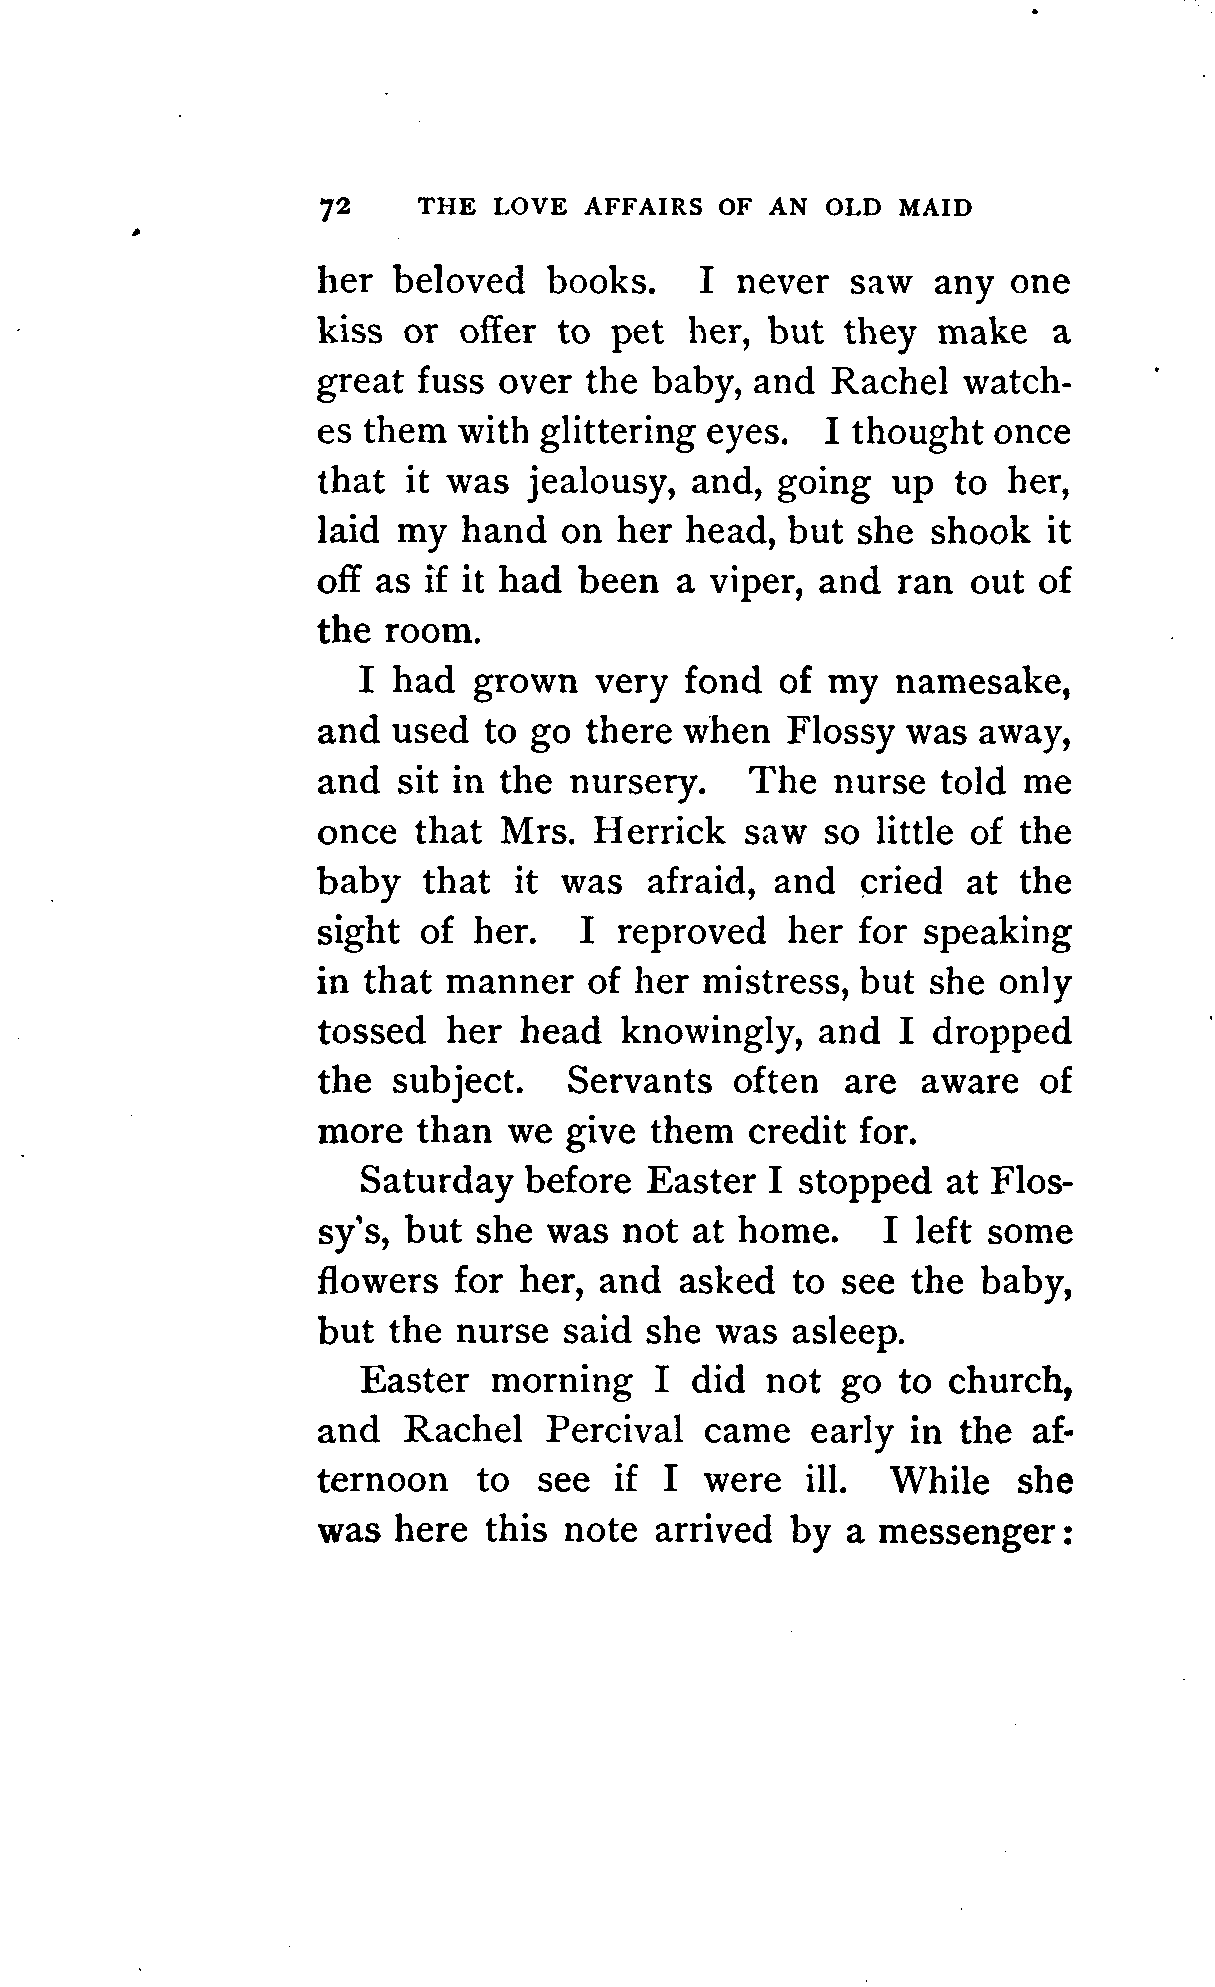 72 THE LOVE AFFAIRS OF AN OLD MAID
her beloved books. I never saw any one
kiss or offer to pet her, but they make a
great fuss over the baby, and Rachel watch-
es them with glittering eyes. I thought once
that it was jealousy, and, going up to her,
laid my hand on her head, but she shook it
off as if it had been a viper, and ran out of
the room.
I had grown very fond of my namesake,
and used to go there when Flossy was away,
and sit in the nursery. The nurse told me
once that Mrs. Herrick saw so little of the
baby that it was afraid, and cried at the
sight of her. I reproved her for speaking
in that manner of her mistress, but she only
tossed her head knowingly, and I dropped
the subject. Servants often are aware of
more than we give them credit for.
Saturday before Easter I stopped at Flos-
sy's, but she was not at home. I left some
flowers for her, and asked to see the baby,
but the nurse said she was asleep.
Easter morning I did not go to church,
and Rachel Percival came early in the af-
ternoon to see if I were ill. While she
was here this note arrived by a messenger: